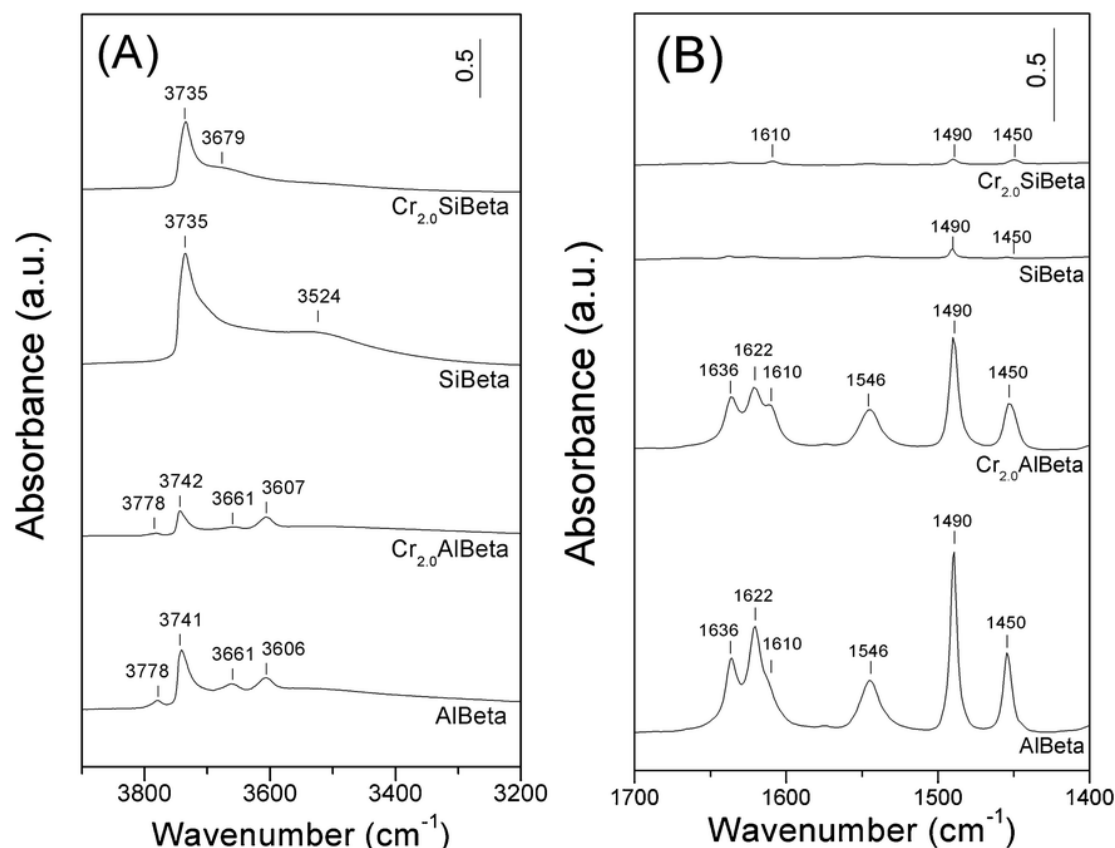 (A)
0.5
3735
3679
Cr2.0SiBeta
3735
3524
SiBeta
3778
3742
3661
3607
Cr2.0AlBeta
3778
3741
3661
3606
AlBeta
Absorbance (a.u.)
3800
3600
3400
3200
Wavenumber (cm-1)
(B)
0.5
1610
1490
1450
Cr2.0SiBeta
1490
1450
SiBeta
1636
1622
1610
1546
1490
1450
Cr2.0AlBeta
1636
1622
1610
1546
1490
1450
AlBeta
Absorbance (a.u.)
1700
1600
1500
1400
Wavenumber (cm-1)